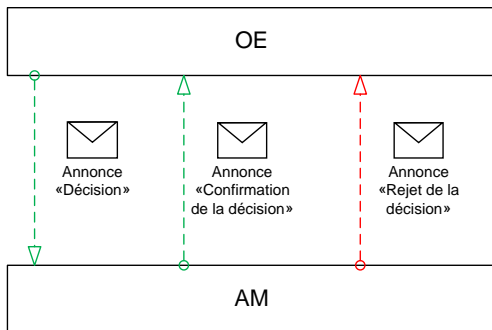 OE
Annonce
«Décision»
Annonce
«Confirmation
de la décision»
Annonce
«Rejet de la
décision»
AM